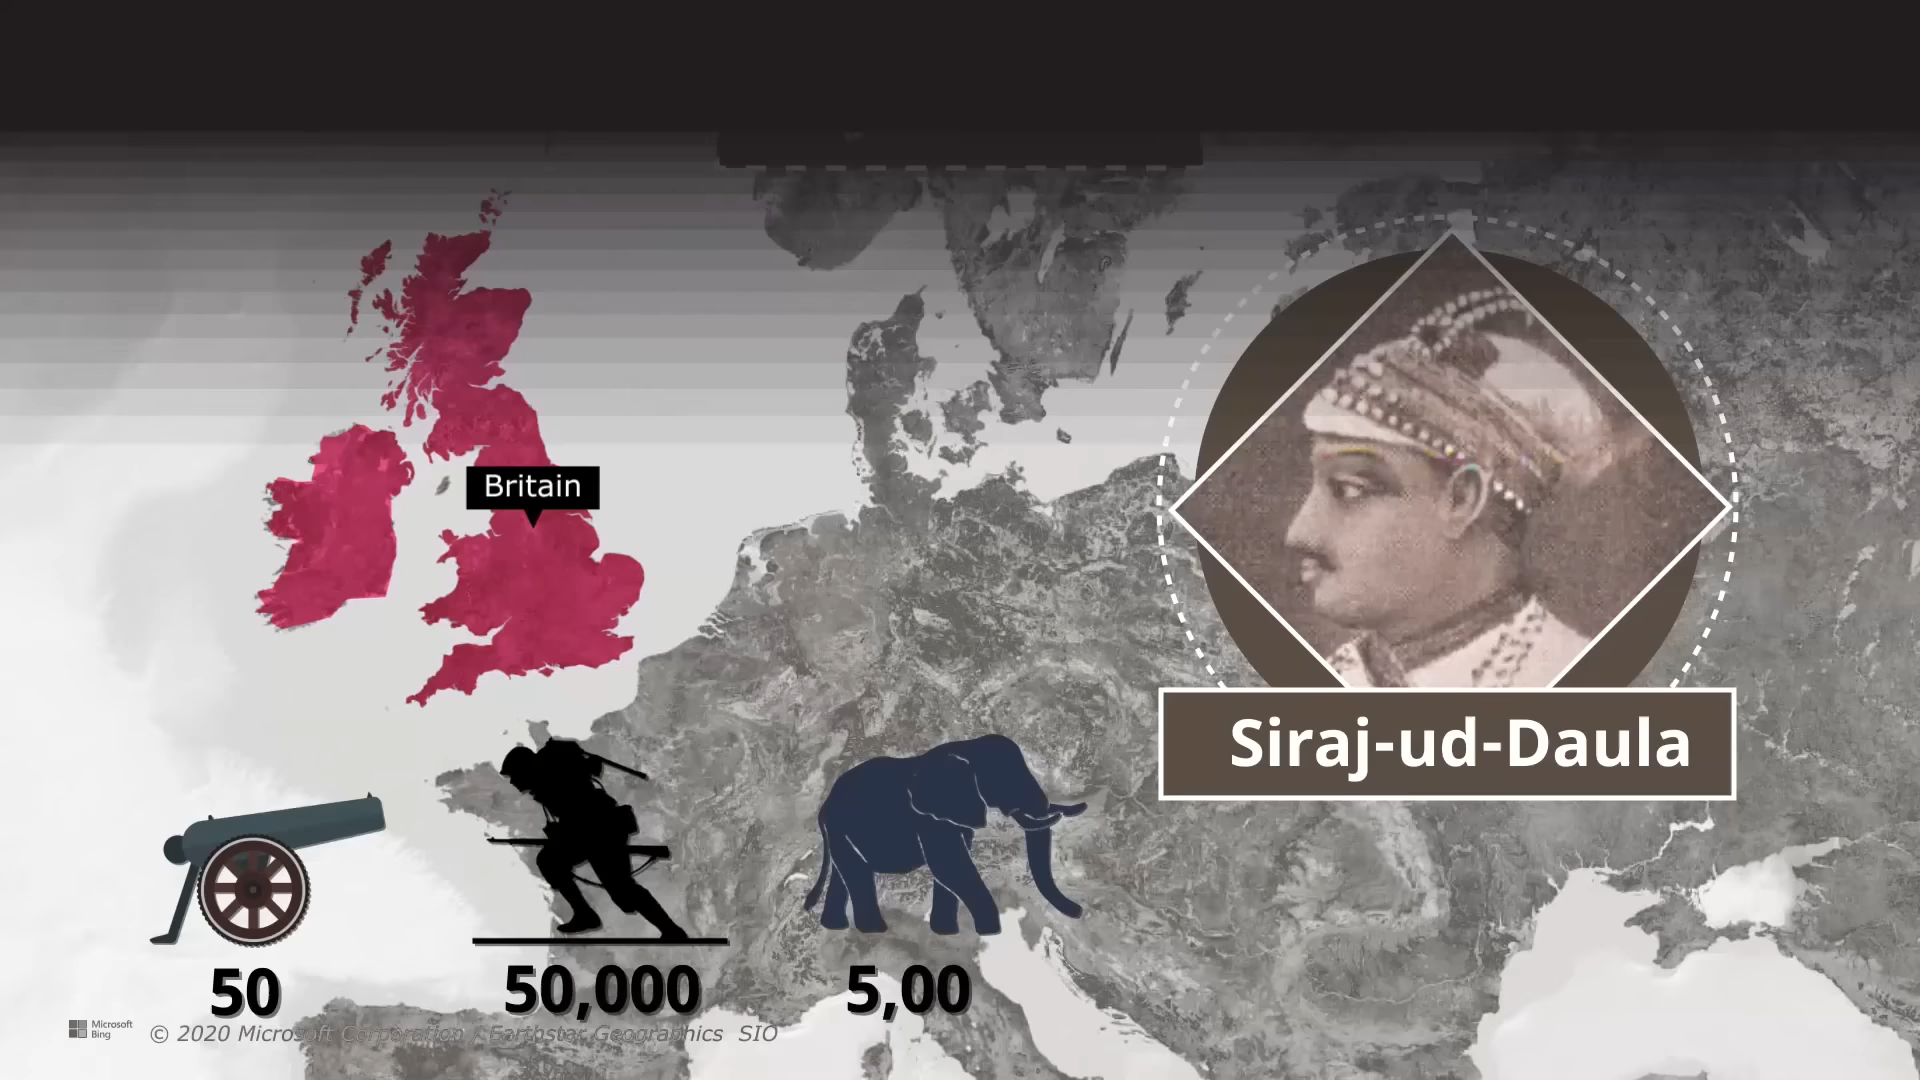 Britain
Siraj-ud-Daula
50
50,000
5,00
Microsoft
Bing
© 2020 Microsoft Corporation / Earthstar Geographics SIO